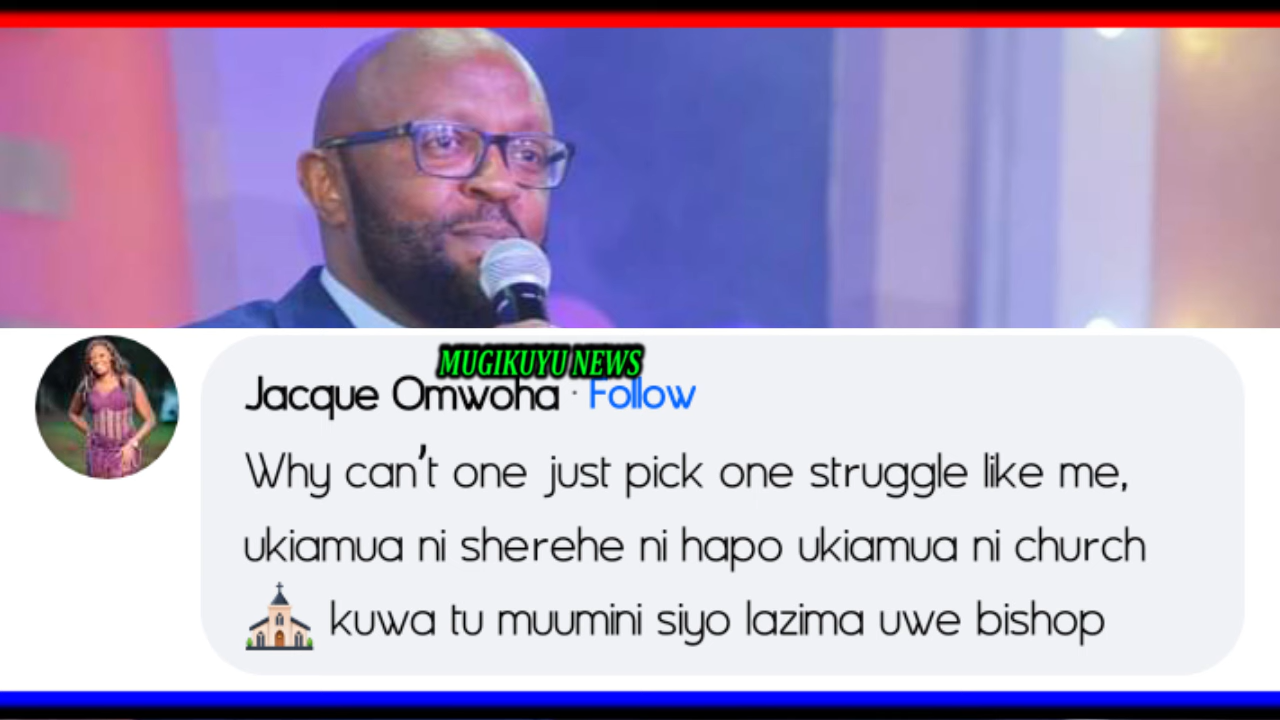 MUGIKUYU NEWS
Jacque Omwoha · Follow
Why can't one just pick one struggle like me,
ukiamua ni sherehe ni hapo ukiamua ni church
kuwa tu muumini siyo lazima uwe bishop